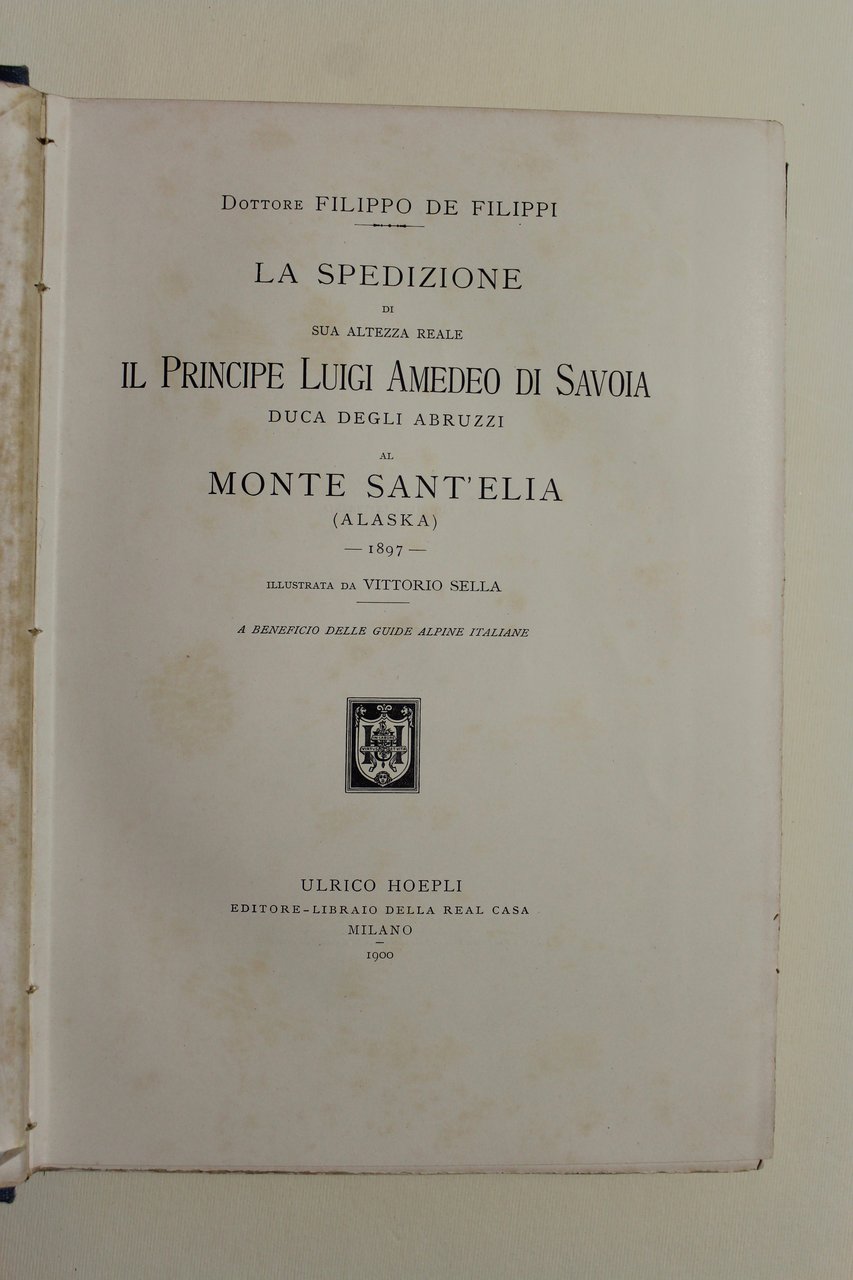 Dottore FILIPPO DE FILIPPI
LA SPEDIZIONE
DI
SUA ALTEZZA REALE
IL PRINCIPE LUIGI AMEDEO DI SAVOIA
DUCA DEGLI ABRUZZI
AL
MONTE SANT'ELIA
(ALASKA)
— 1897 —
ILLUSTRATA DA VITTORIO SELLA
A BENEFICIO DELLE GUIDE ALPINE ITALIANE
ULRICO HOEPLI
EDITORE-LIBRAIO DELLA REAL CASA
MILANO
1900